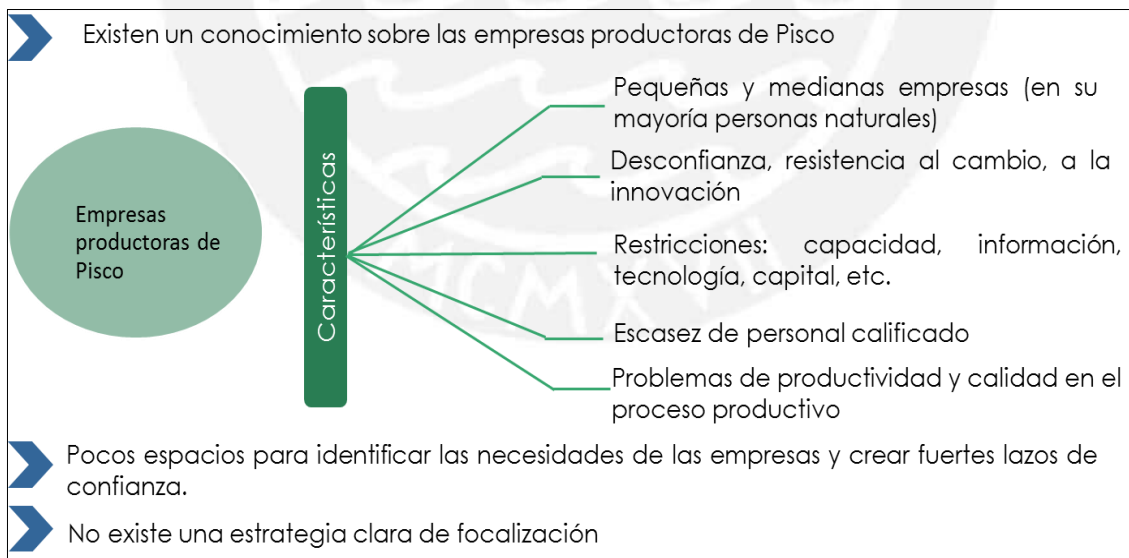 Existen un conocimiento sobre las empresas productoras de Pisco
Empresas
productoras de
Pisco
Características
Pequeñas y medianas empresas (en su
mayoría personas naturales)
Desconfianza, resistencia al cambio, a la
innovación
Restricciones: capacidad, información,
tecnología, capital, etc.
Escasez de personal calificado
Problemas de productividad y calidad en el
proceso productivo
Pocos espacios para identificar las necesidades de las empresas y crear fuertes lazos de
confianza.
No existe una estrategia clara de focalización
MCMXVII